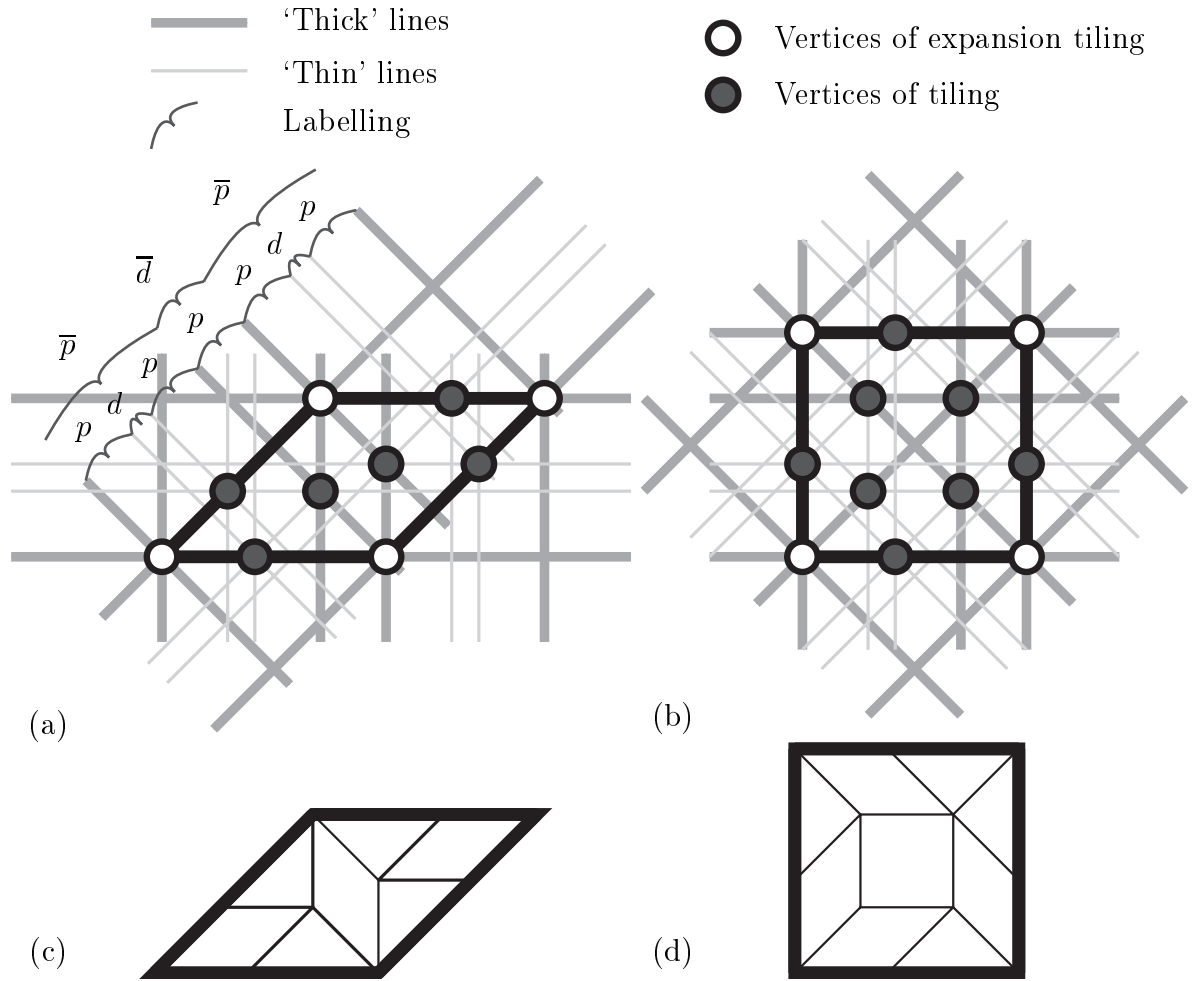 ‘Thick’ lines
‘Thin’ lines
Labelling
Vertices of expansion tiling
Vertices of tiling
p̅
p
d
d̅
p
p
p̅
p
d
p
(a)
(b)
(c)
(d)